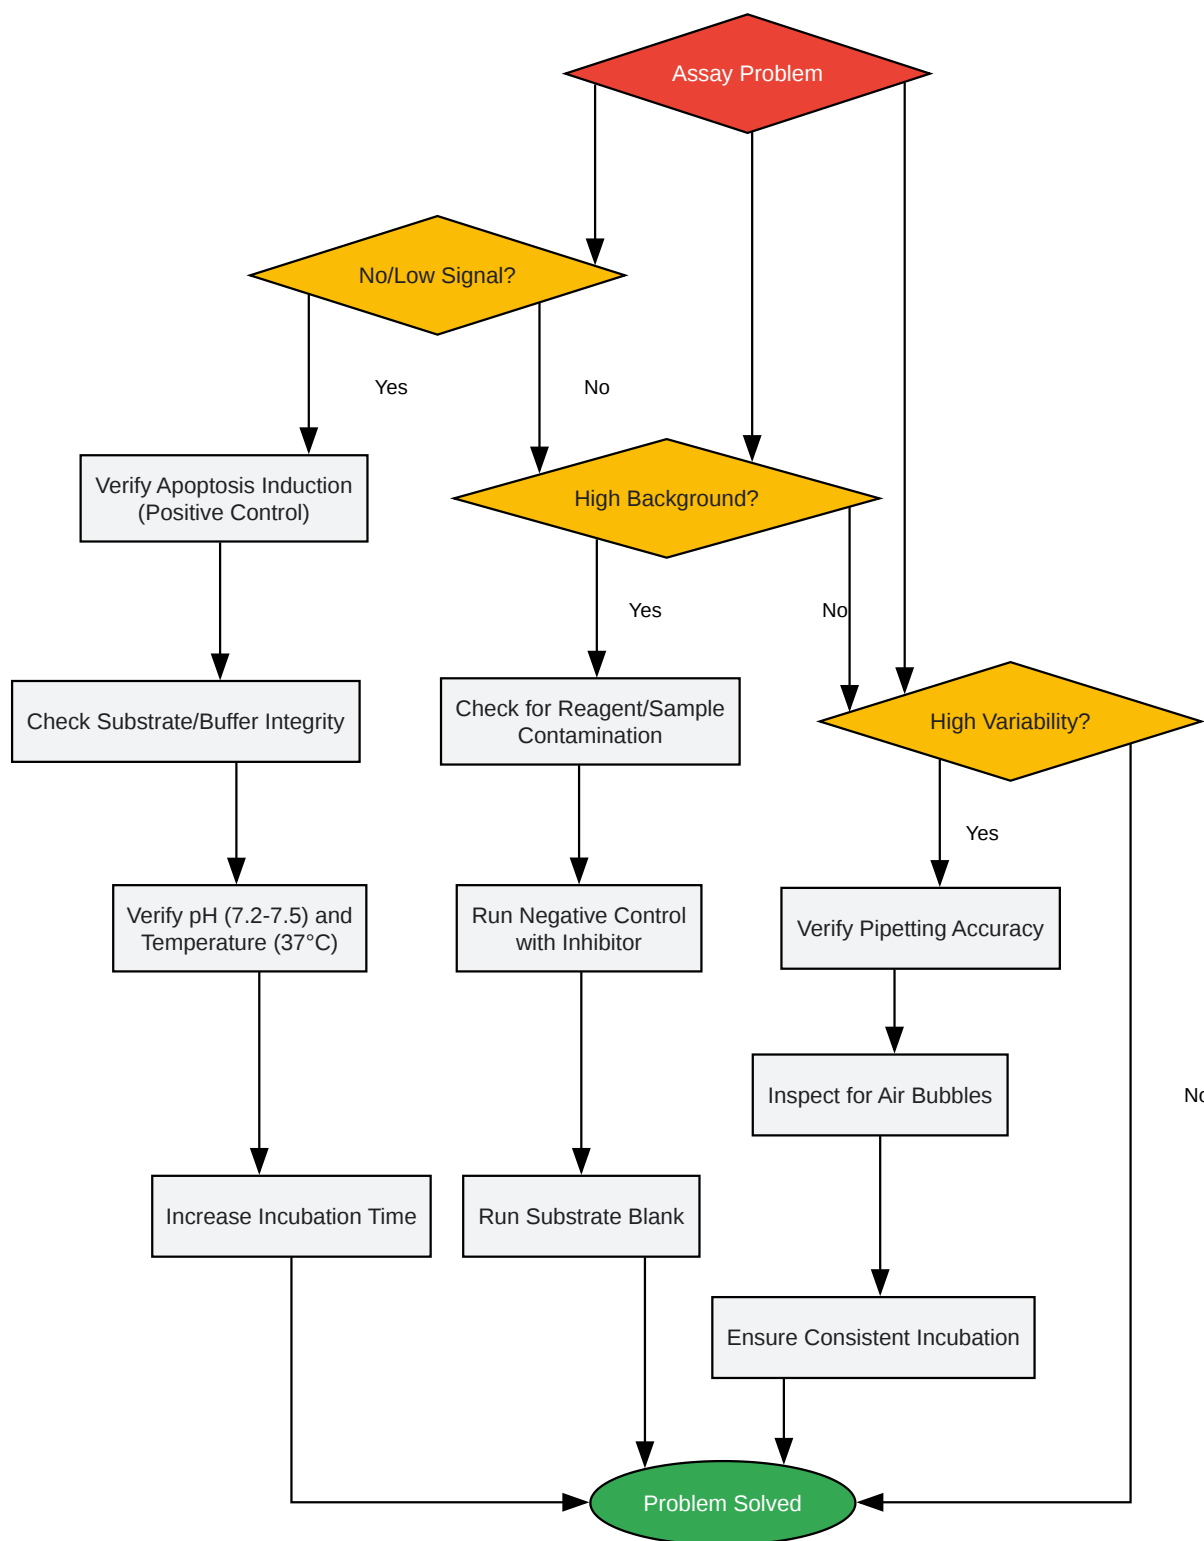 Assay Problem
No/Low Signal?
Yes
No
Verify Apoptosis Induction
(Positive Control)
High Background?
Yes
No
Check Substrate/Buffer Integrity
Check for Reagent/Sample
Contamination
High Variability?
Yes
Verify pH (7.2-7.5) and
Temperature (37°C)
Run Negative Control
with Inhibitor
Verify Pipetting Accuracy
Inspect for Air Bubbles
No
Increase Incubation Time
Run Substrate Blank
Ensure Consistent Incubation
Problem Solved